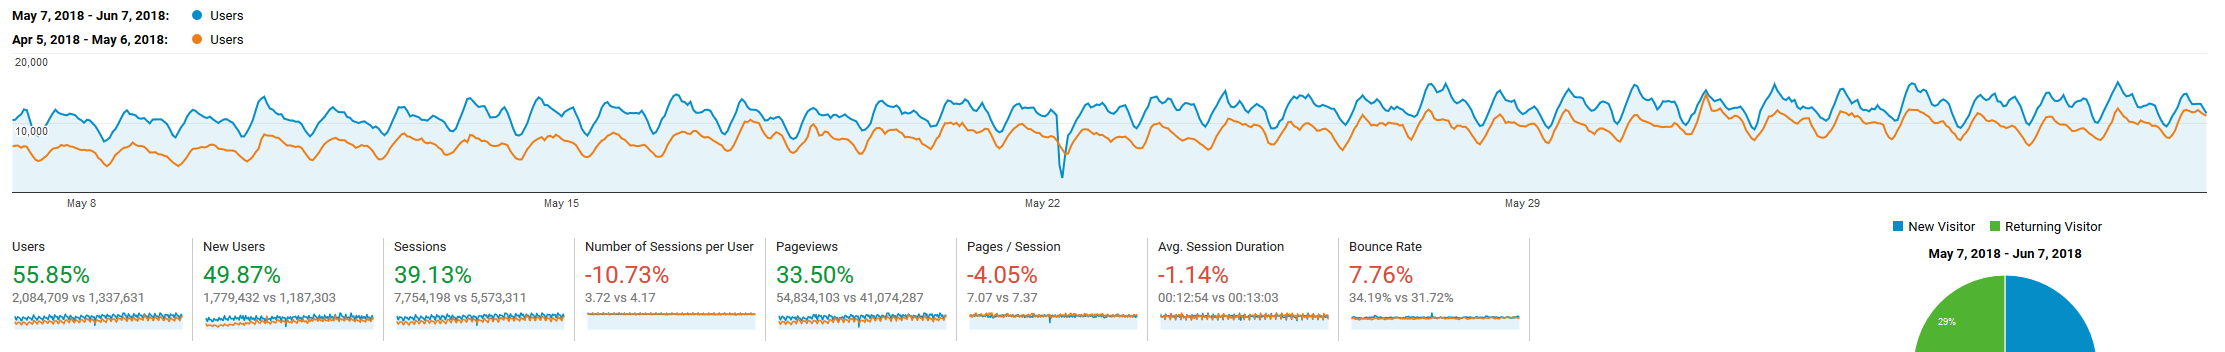 May 7, 2018 - Jun 7, 2018: Users
Apr 5, 2018 - May 6, 2018: Users
20,000
10,000
May 8 May 15 May 22 May 29
Users
55.85%
2,084,709 vs 1,337,631
New Users
49.87%
1,779,432 vs 1,187,303
Sessions
39.13%
7,754,198 vs 5,573,311
Number of Sessions per User
-10.73%
3.72 vs 4.17
Pageviews
33.50%
54,834,103 vs 41,074,287
Pages / Session
-4.05%
7.07 vs 7.37
Avg. Session Duration
-1.14%
00:12:54 vs 00:13:03
Bounce Rate
7.76%
34.19% vs 31.72%
New Visitor Returning Visitor
May 7, 2018 - Jun 7, 2018
29%